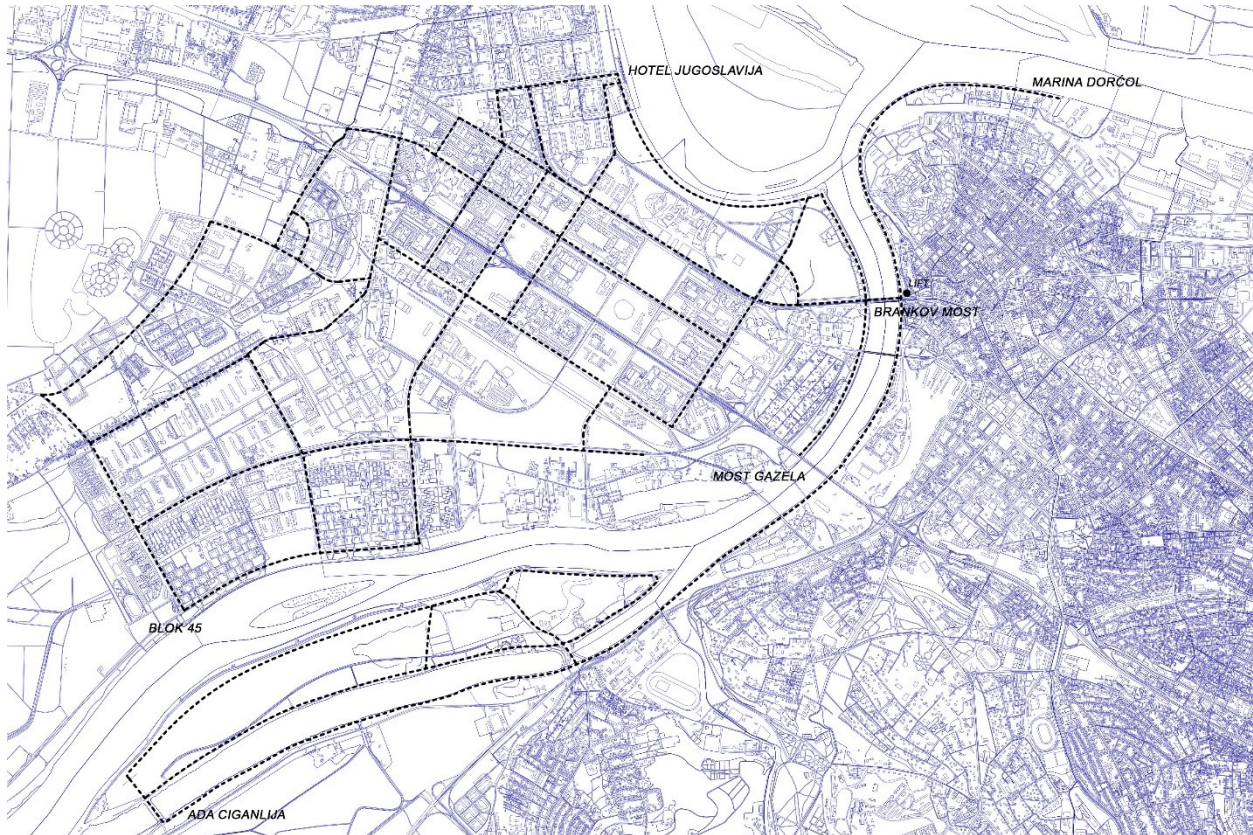 HOTEL JUGOSLAVIJA
MARINA DORĆOL
LIFT
BRANKOV MOST
MOST GAZELA
BLOK 45
ADA CIGANLIJA